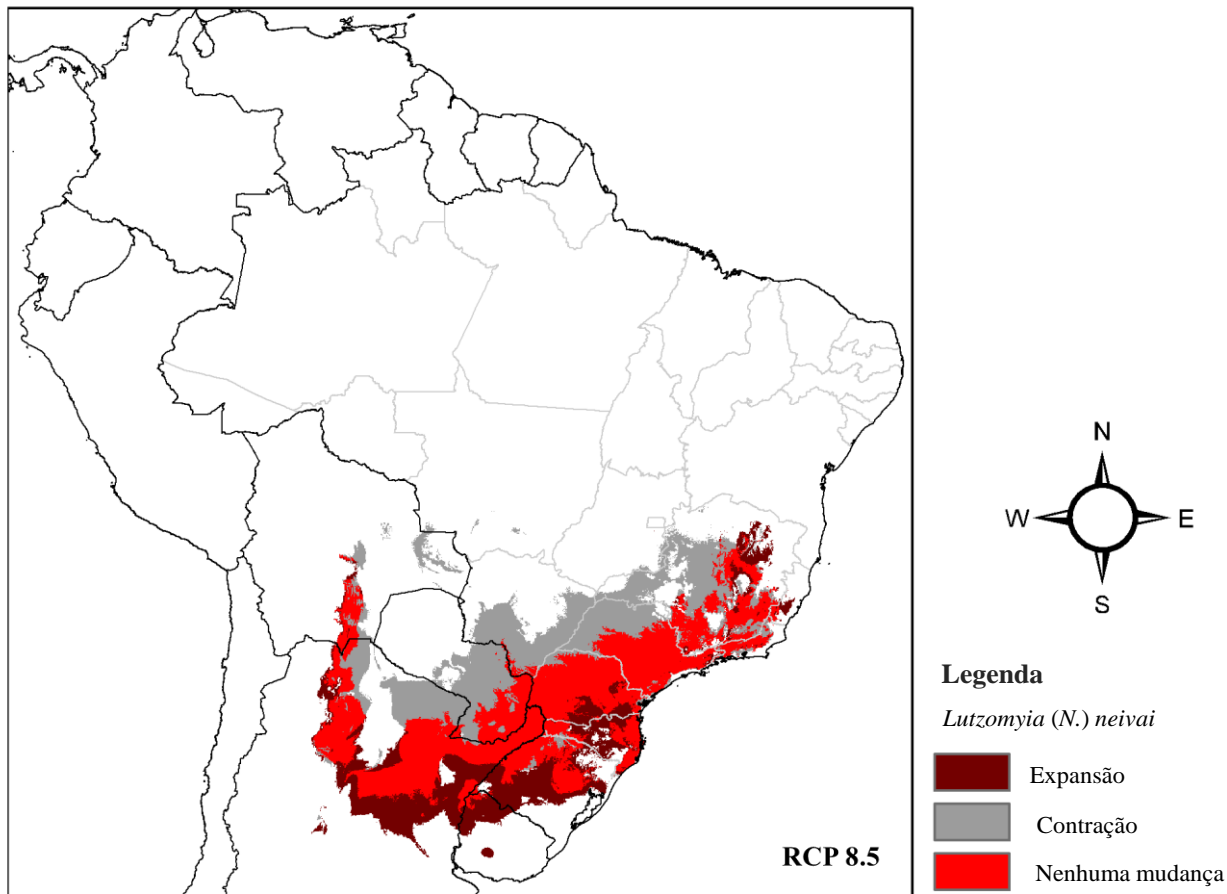 N
W
E
S
Legenda
Lutzomyia (N.) neivai
Expansão
Contração
Nenhuma mudança
RCP 8.5